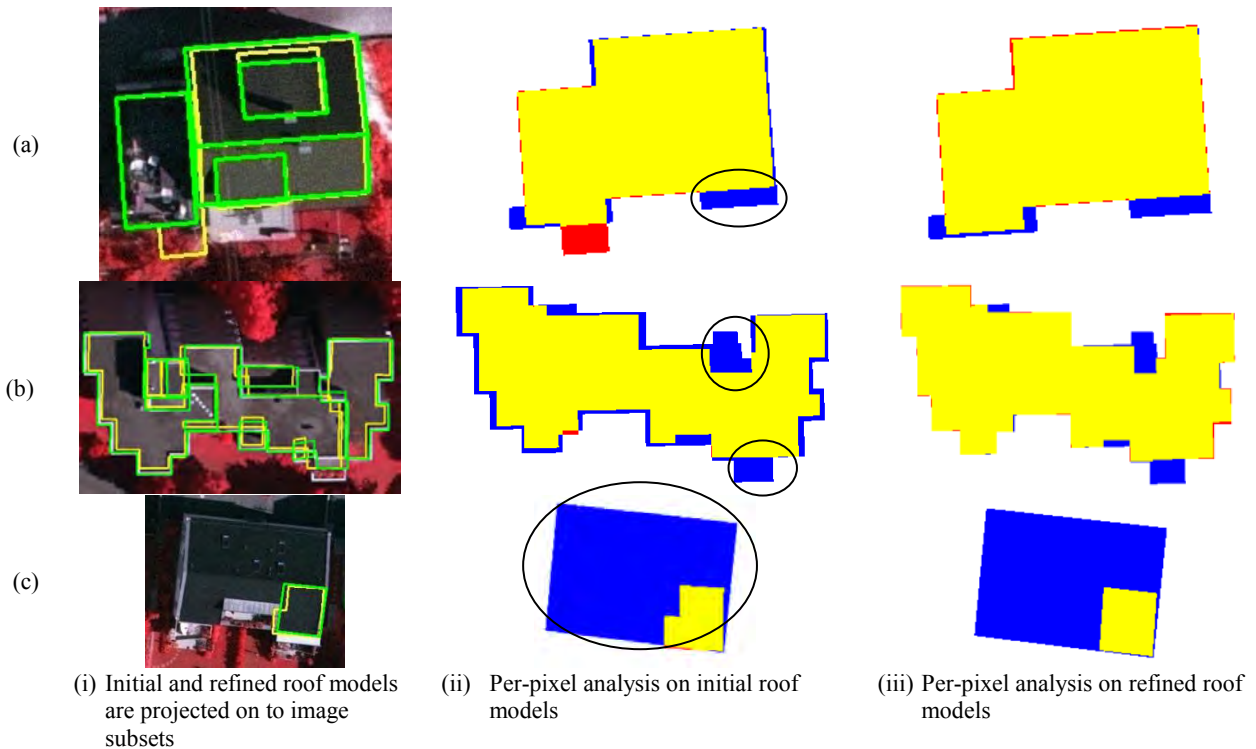 (a)
(b)
(c)
(i) Initial and refined roof models
are projected on to image
subsets
(ii) Per-pixel analysis on initial roof
models
(iii) Per-pixel analysis on refined roof
models